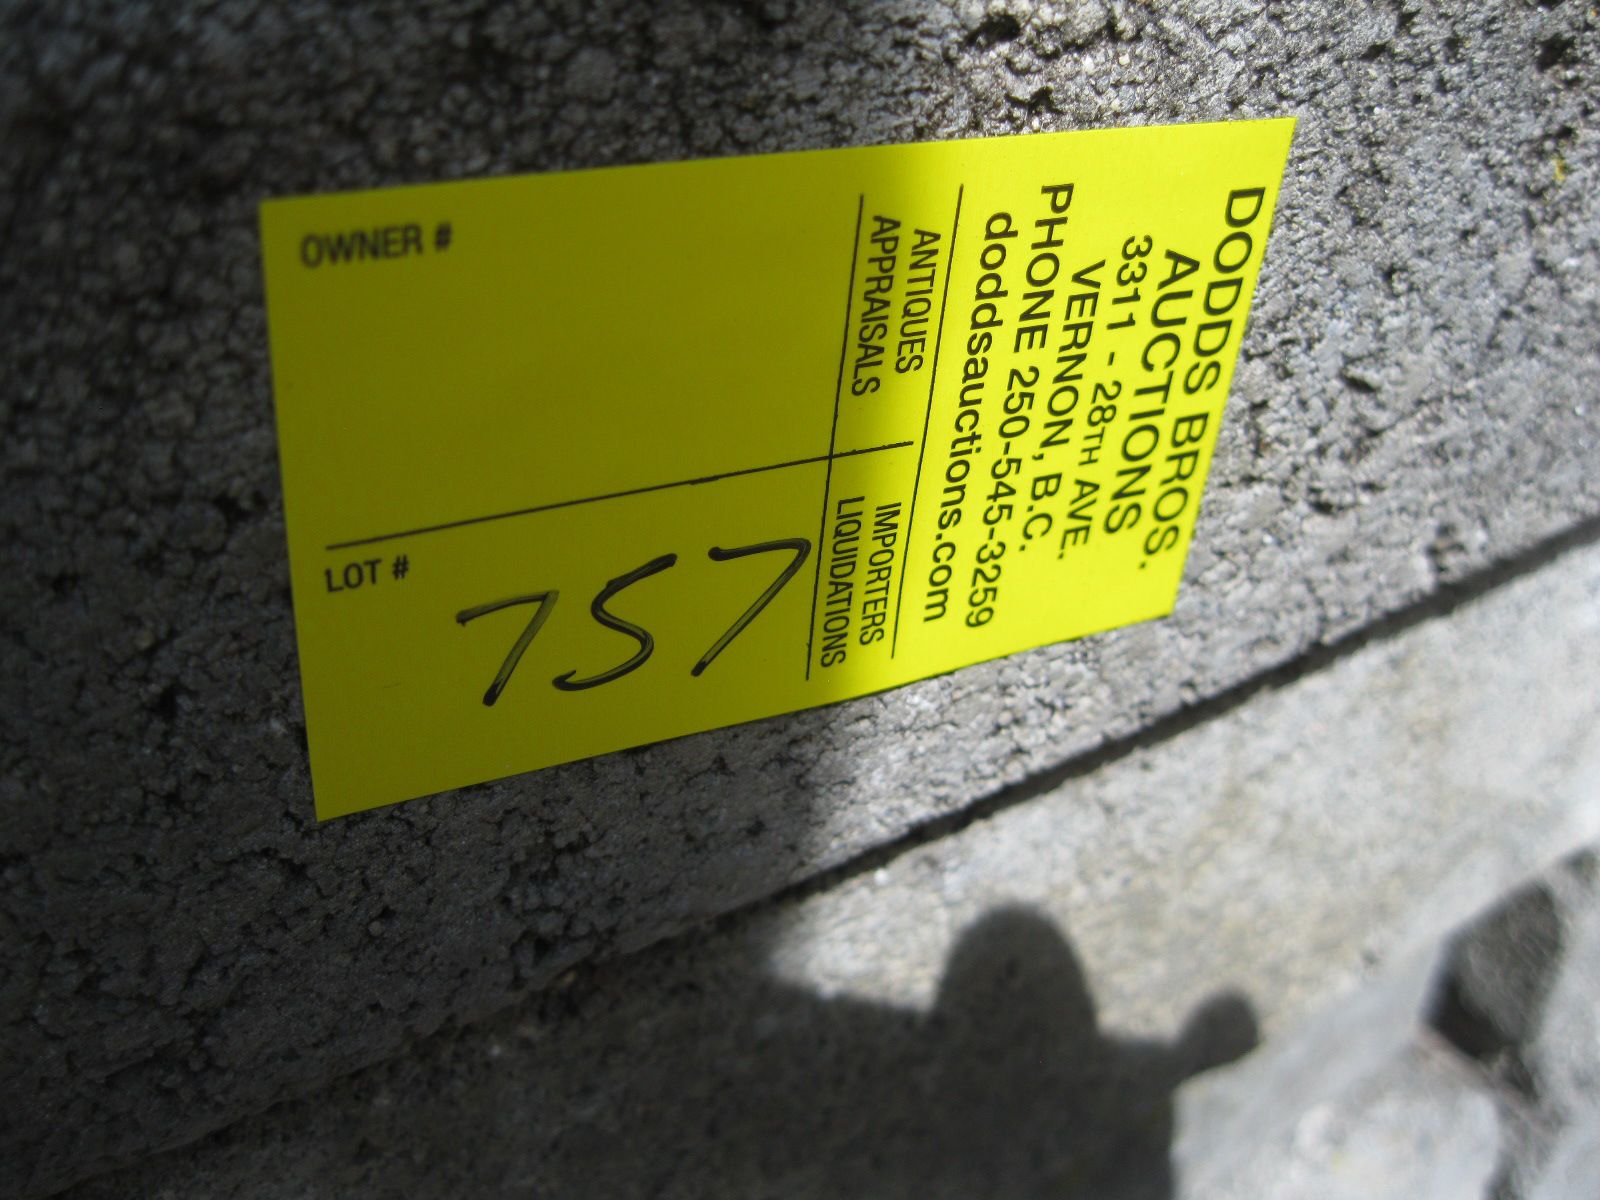 DODDS BROS.
AUCTIONS
3311 - 28TH AVE.
VERNON, B.C.
PHONE 250-545-3259
doddsauctions.com
ANTIQUES
APPRAISALS
IMPORTERS
LIQUIDATIONS
OWNER #
LOT #
757